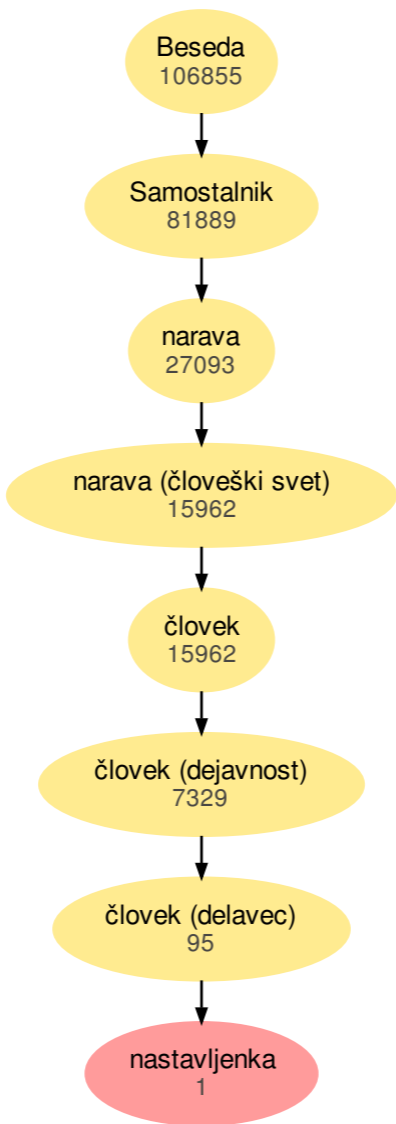 Beseda
106855
Samostalnik
81889
narava
27093
narava (človeški svet)
15962
človek
15962
človek (dejavnost)
7329
človek (delavec)
95
nastavljenka
1